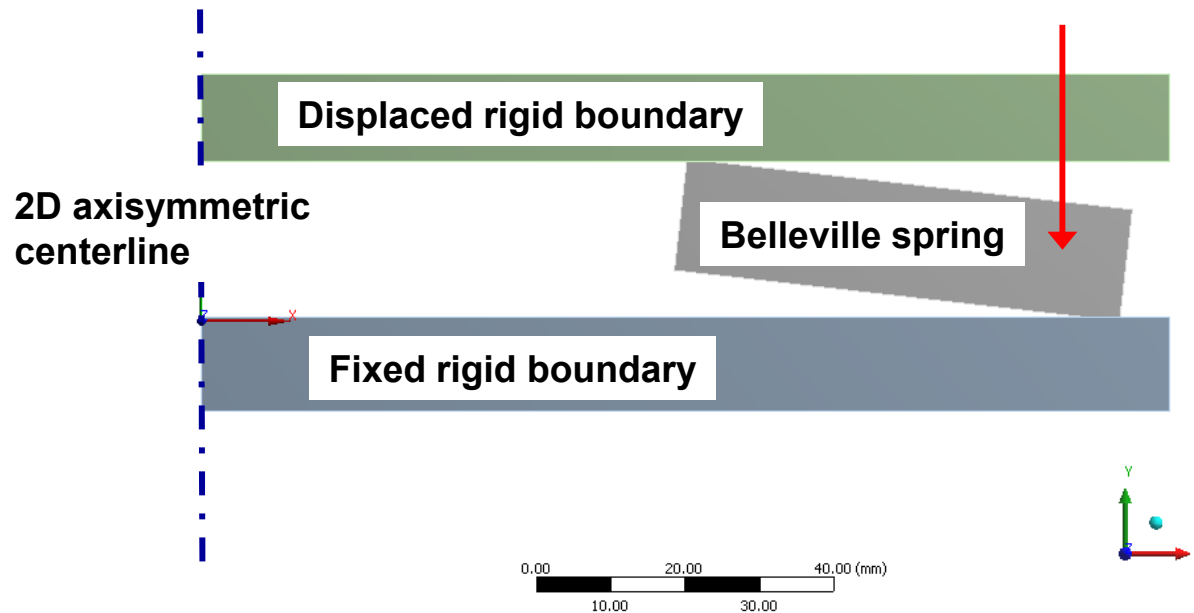 Displaced rigid boundary
2D axisymmetric
centerline
Belleville spring
Z
X
Fixed rigid boundary
Y
Z
0.00
20.00
40.00 (mm)
10.00
30.00